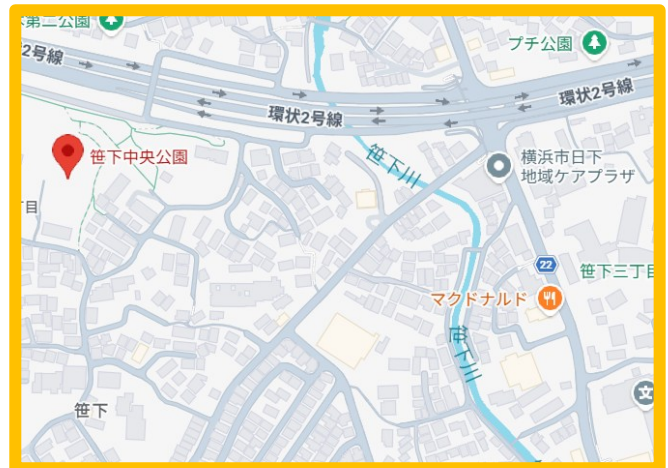 第二公園
プチ公園
2号線
環状2号線
環状2号線
笹下川
横浜市日下
地域ケアプラザ
笹下中央公園
丁目
22
笹下三丁目
マクドナルド
笹下川
笹下